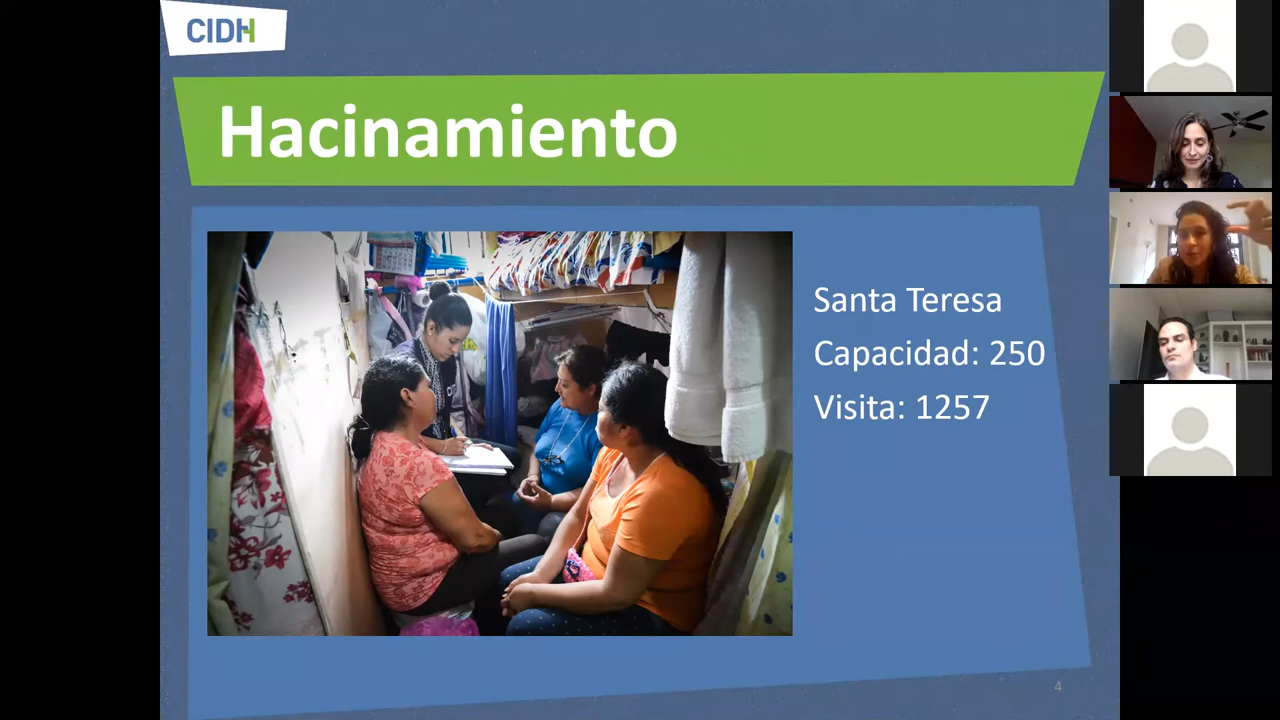 CIDH
Hacinamiento
Santa Teresa
Capacidad: 250
Visita: 1257
4